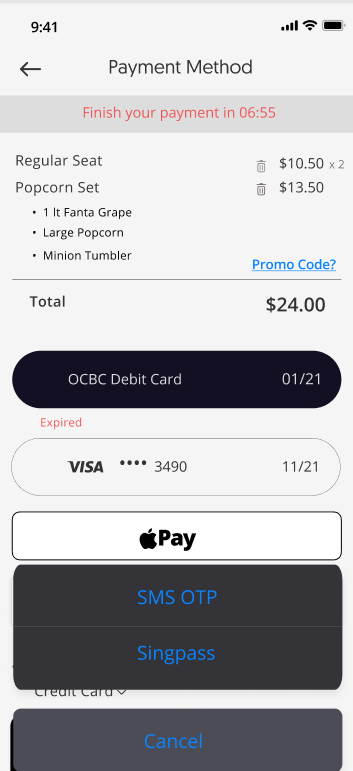 9:41
Payment Method
Finish your payment in 06:55
Regular Seat $10.50 x 2
Popcorn Set $13.50
• 1 lt Fanta Grape
• Large Popcorn
• Minion Tumbler
Promo Code?
Total $24.00
OCBC Debit Card 01/21
Expired
VISA •••• 3490 11/21
Pay
SMS OTP
Singpass
Credit Card
Cancel